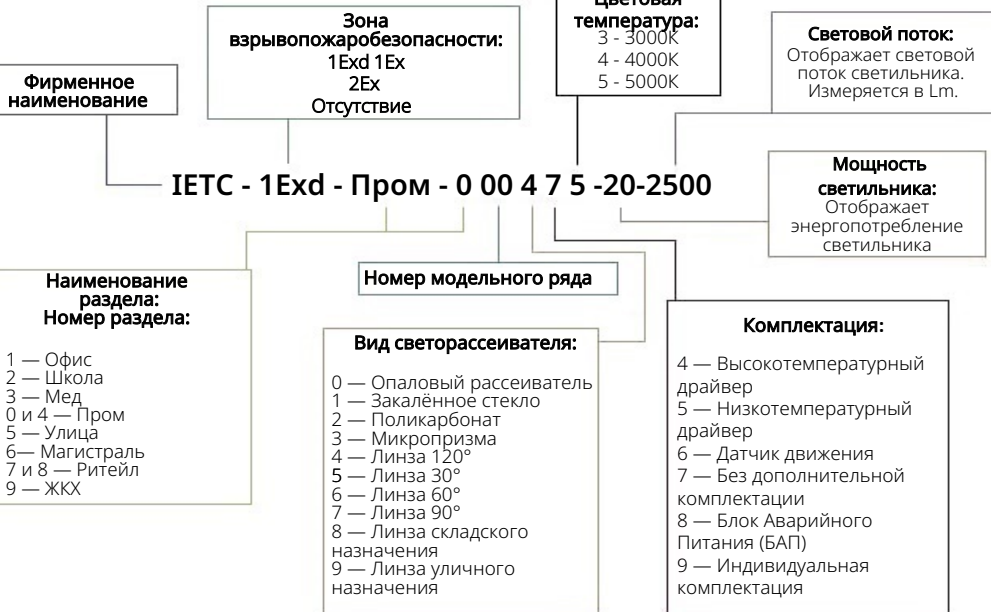 Цветовая
температура:
3 - 3000К
4 - 4000К
5 - 5000К
Зона
взрывопожаробезопасности:
1Exd 1Ex
2Ex
Отсутствие
Световой поток:
Отображает световой
поток светильника.
Измеряется в Lm.
Фирменное
наименование
IETC - 1Exd - Пром - 0 00 4 7 5 -20-2500
Мощность
светильника:
Отображает
энергопотребление
светильника
Наименование
раздела:
Номер раздела:
1 — Офис
2 — Школа
3 — Мед
0 и 4 — Пром
5 — Улица
6— Магистраль
7 и 8 — Ритейл
9 — ЖКХ
Номер модельного ряда
Вид светорассеивателя:
0 — Опаловый рассеиватель
1 — Закалённое стекло
2 — Поликарбонат
3 — Микропризма
4 — Линза 120°
5 — Линза 30°
6 — Линза 60°
7 — Линза 90°
8 — Линза складского
назначения
9 — Линза уличного
назначения
Комплектация:
4 — Высокотемпературный
драйвер
5 — Низкотемпературный
драйвер
6 — Датчик движения
7 — Без дополнительной
комплектации
8 — Блок Аварийного
Питания (БАП)
9 — Индивидуальная
комплектация